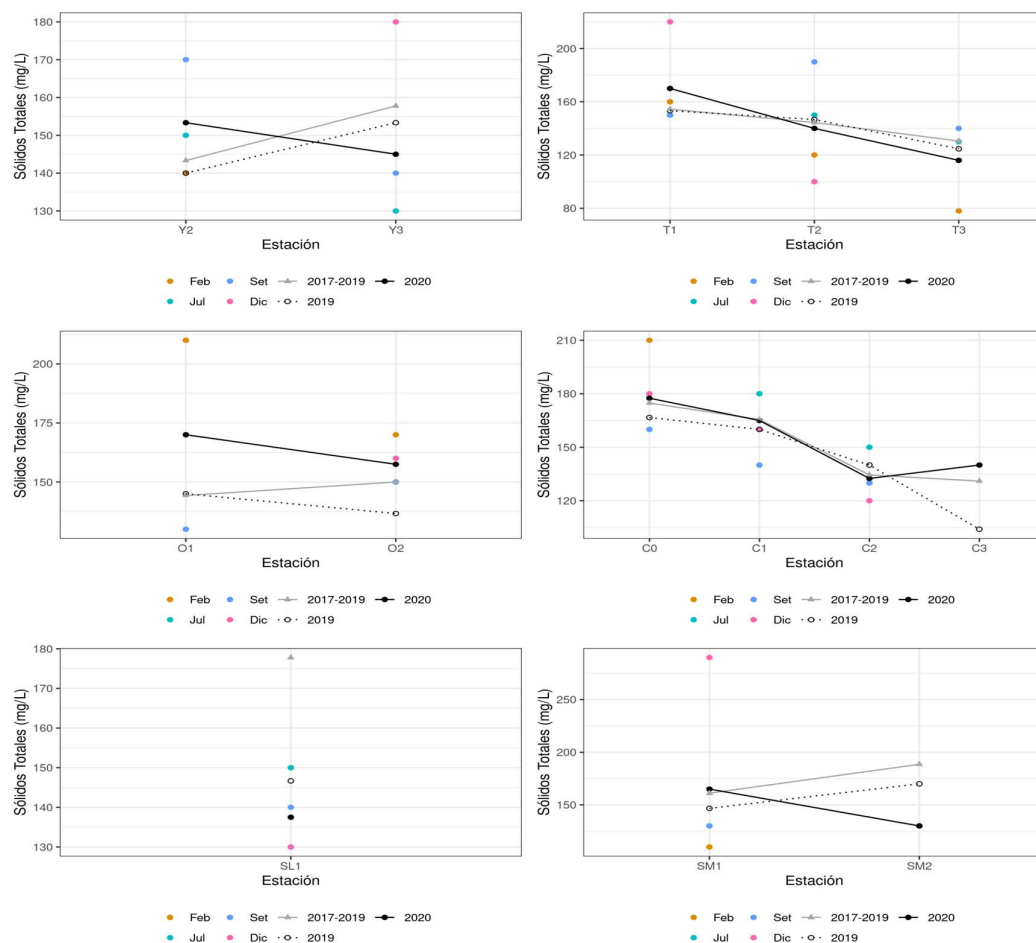 Sólidos Totales (mg/L)
180
170
160
150
140
130
Y2 Y3
Estación
Feb Set 2017-2019 2020
Jul Dic 2019
Sólidos Totales (mg/L)
200
160
120
80
T1 T2 T3
Estación
Feb Set 2017-2019 2020
Jul Dic 2019
Sólidos Totales (mg/L)
200
175
150
O1 O2
Estación
Feb Set 2017-2019 2020
Jul Dic 2019
Sólidos Totales (mg/L)
210
180
150
120
C0 C1 C2 C3
Estación
Feb Set 2017-2019 2020
Jul Dic 2019
Sólidos Totales (mg/L)
180
170
160
150
140
130
SL1
Estación
Feb Set 2017-2019 2020
Jul Dic 2019
Sólidos Totales (mg/L)
250
200
150
SM1 SM2
Estación
Feb Set 2017-2019 2020
Jul Dic 2019